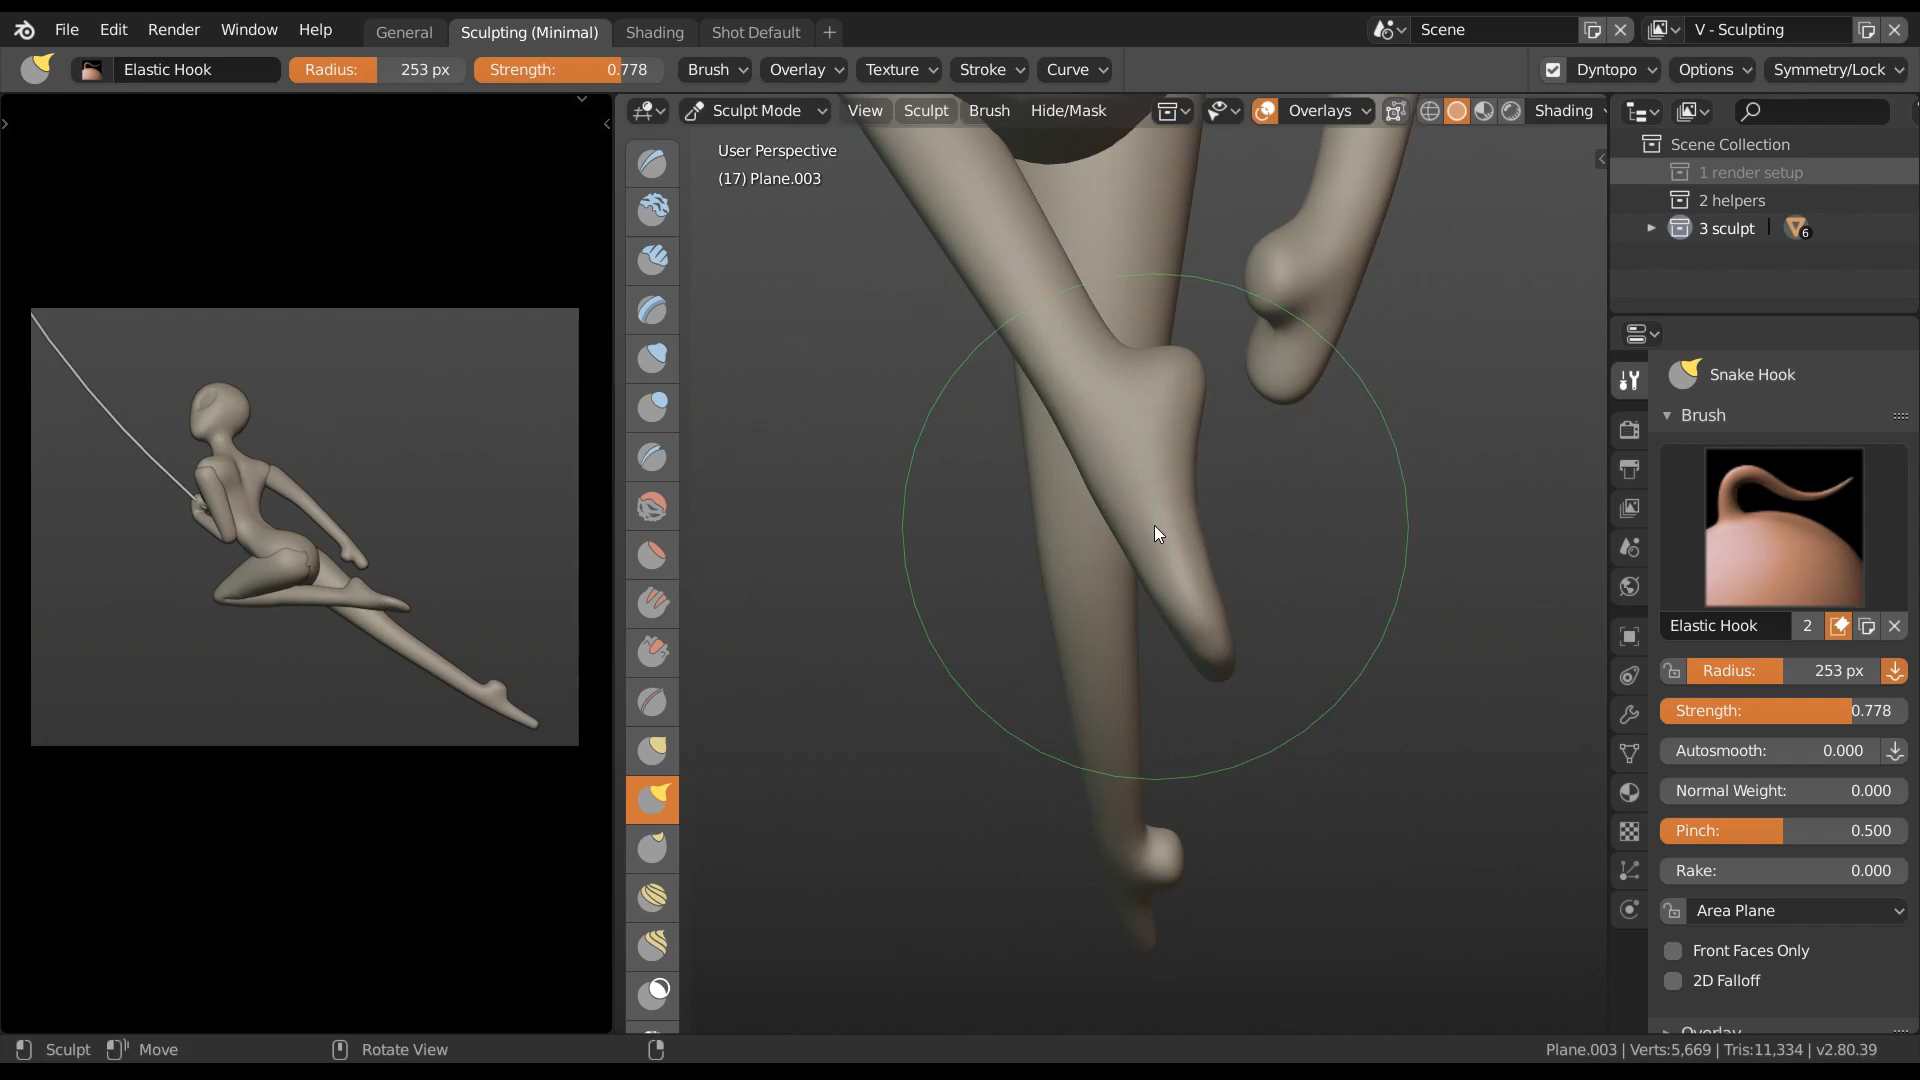 File Edit Render Window Help General Sculpting (Minimal) Shading Shot Default + Scene V - Sculpting
Elastic Hook Radius: 253 px Strength: 0.778 Brush Overlay Texture Stroke Curve Dyntopo Options Symmetry/Lock
Sculpt Mode View Sculpt Brush Hide/Mask Overlays Shading
User Perspective
(17) Plane.003
Scene Collection
1 render setup
2 helpers
3 sculpt 6
Snake Hook
Brush
Elastic Hook 2
Radius: 253 px
Strength: 0.778
Autosmooth: 0.000
Normal Weight: 0.000
Pinch: 0.500
Rake: 0.000
Area Plane
Front Faces Only
2D Falloff
Overlay
Sculpt Move Rotate View Plane.003 | Verts:5,669 | Tris:11,334 | v2.80.39